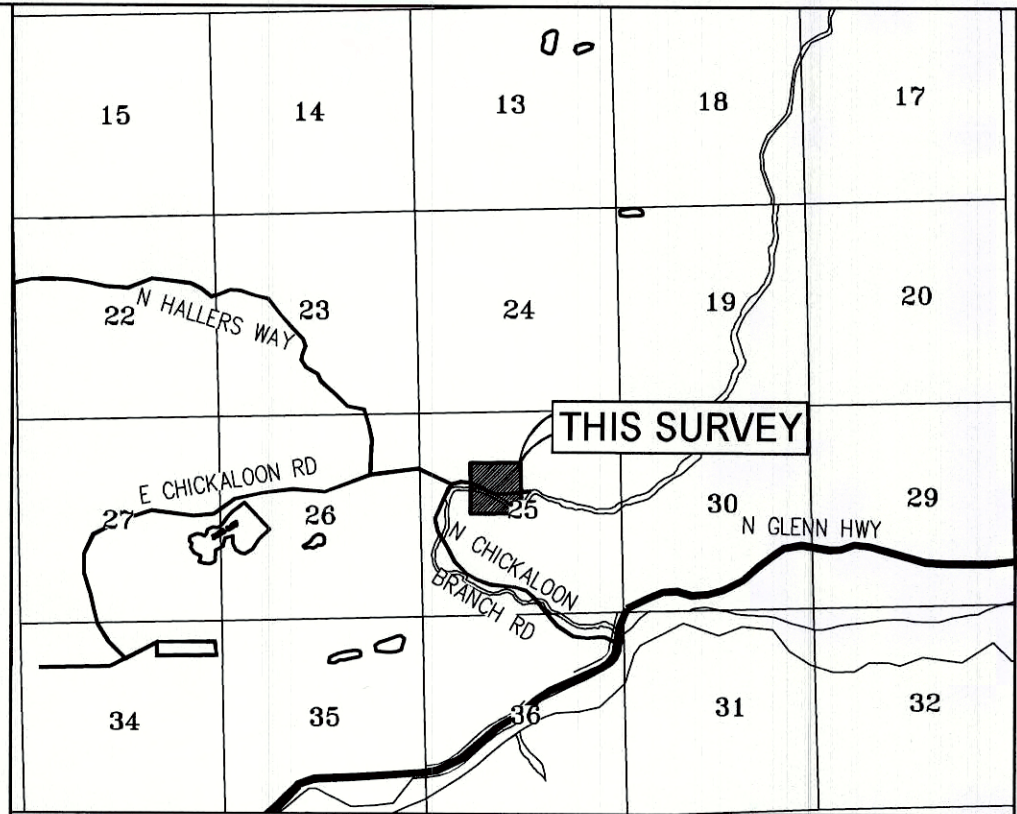 15 14 13 18 17
N HALLERS WAY
22 23 24 19 20
THIS SURVEY
E CHICKALOON RD
27 26 25 30 29
N GLENN HWY
N CHICKALOON
BRANCH RD
34 35 36 31 32